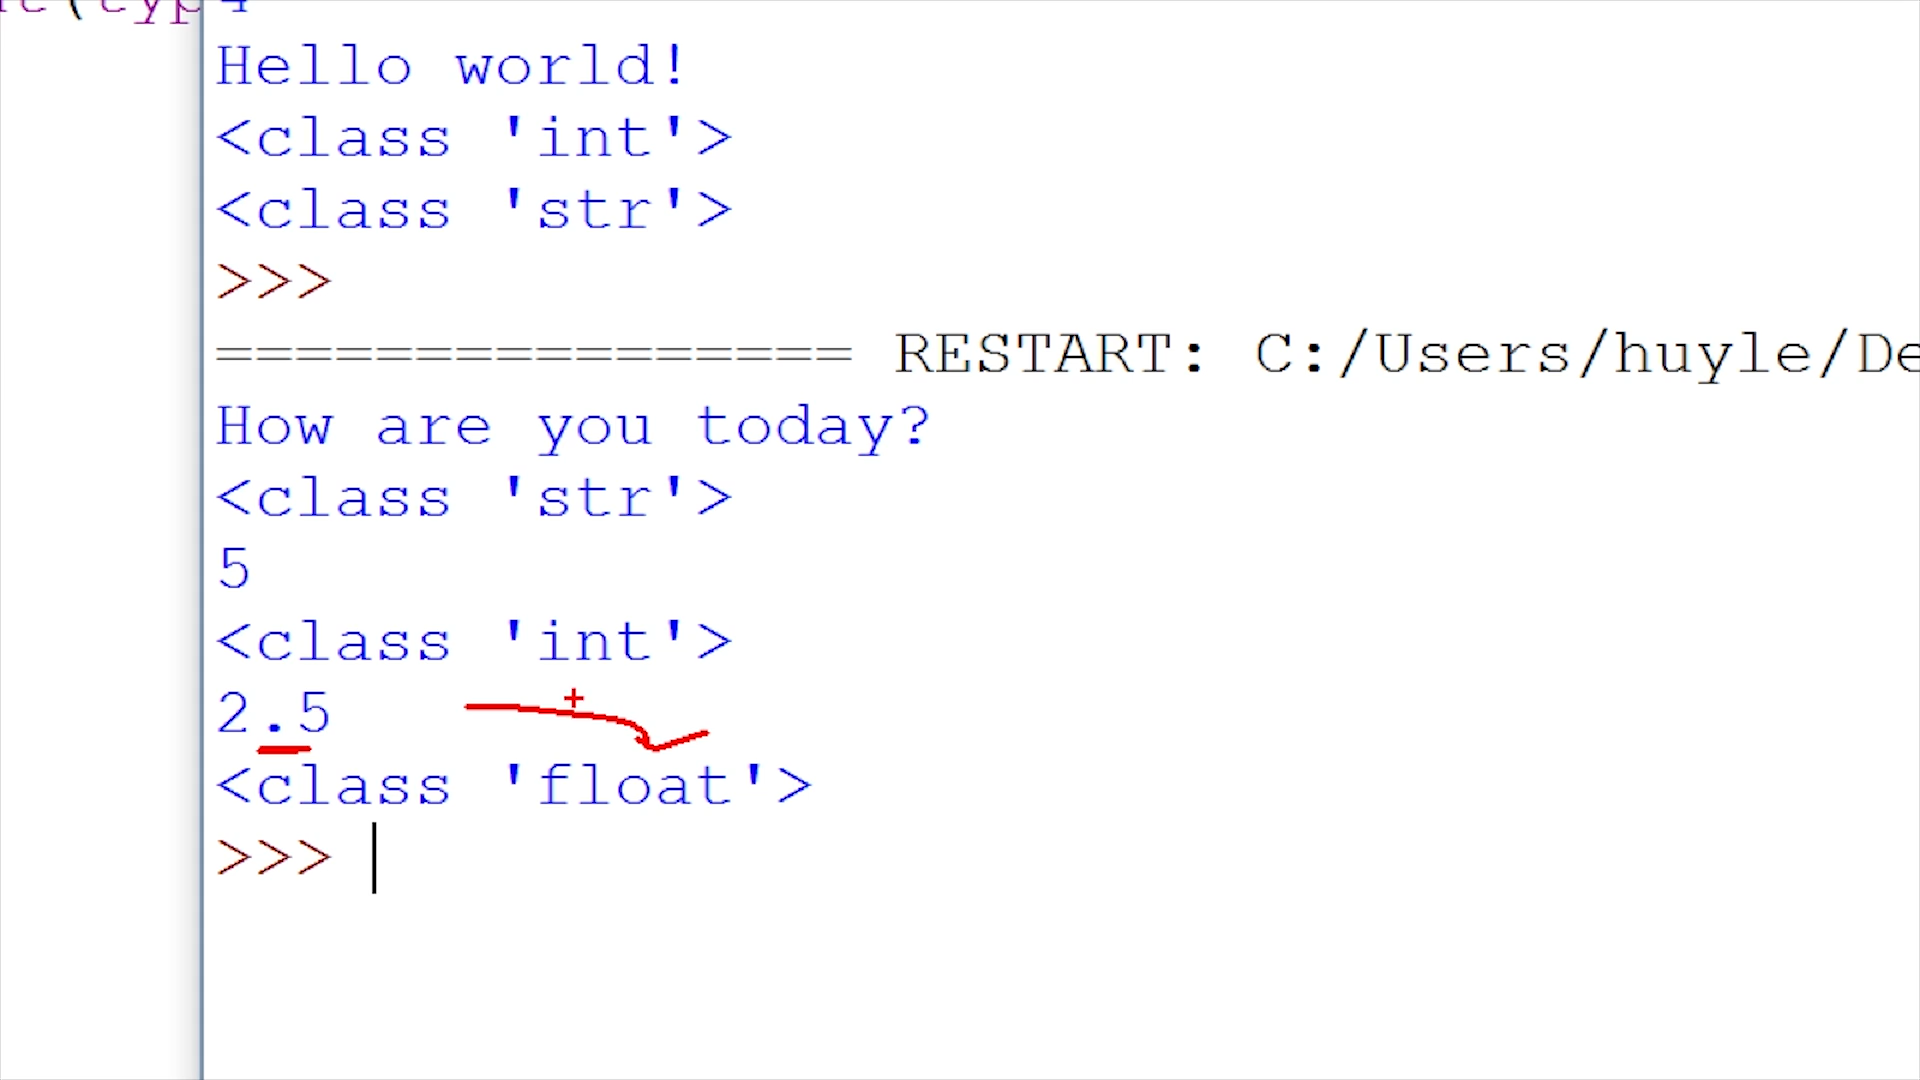 Hello world!
<class 'int'>
<class 'str'>
>>>
================ RESTART: C:/Users/huyle/De
How are you today?
<class 'str'>
5
<class 'int'>
2.5
<class 'float'>
>>>